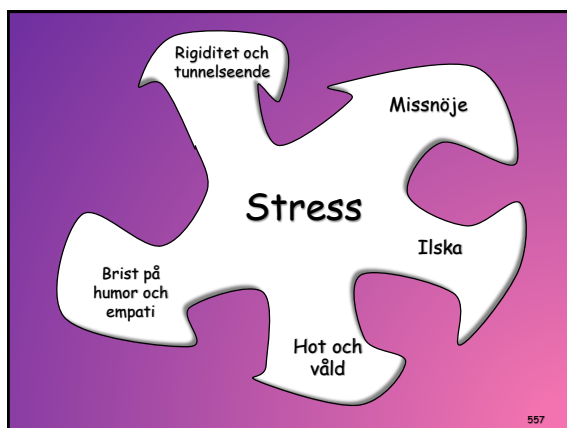 Rigiditet och
tunnelseende
Missnöje
Stress
Ilska
Brist på
humor och
empati
Hot och
våld
557